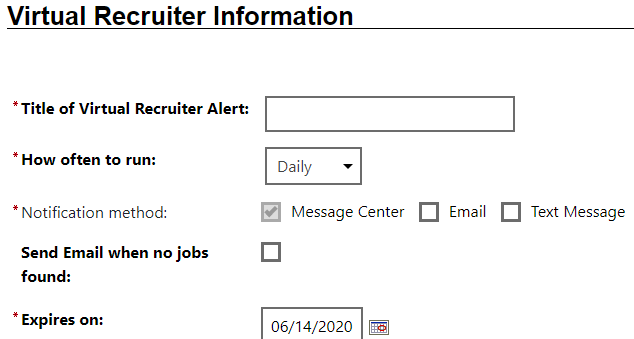 Virtual Recruiter Information
*Title of Virtual Recruiter Alert:
*How often to run: Daily
*Notification method: Message Center Email Text Message
Send Email when no jobs
found:
*Expires on: 06/14/2020